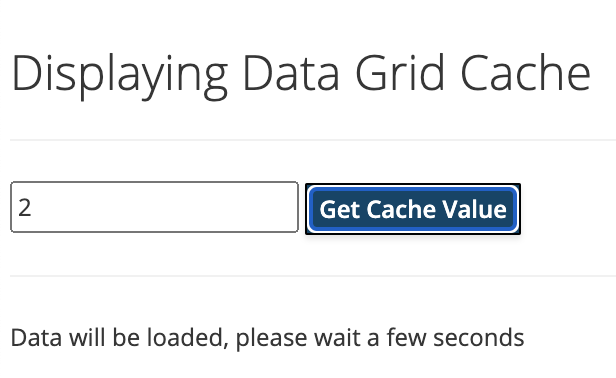 Displaying Data Grid Cache
2 Get Cache Value
Data will be loaded, please wait a few seconds